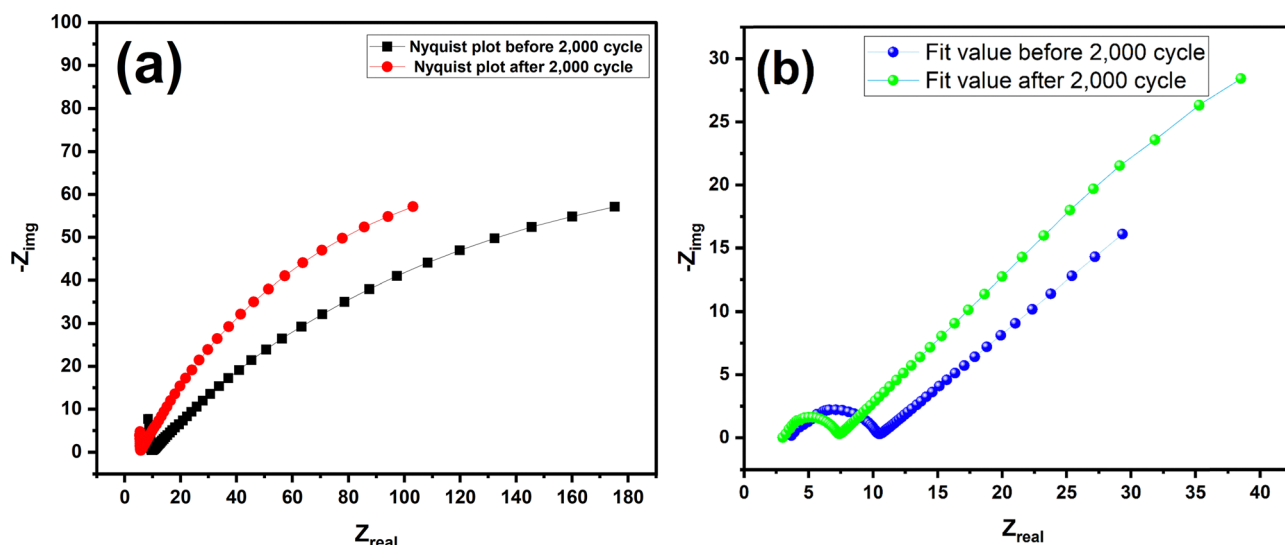 (a)
Nyquist plot before 2,000 cycle
Nyquist plot after 2,000 cycle
100
90
80
70
60
50
40
30
20
10
0
-Zimg
0 20 40 60 80 100 120 140 160 180
Zreal
(b)
Fit value before 2,000 cycle
Fit value after 2,000 cycle
30
25
20
15
10
5
0
-Zimg
0 5 10 15 20 25 30 35 40
Zreal